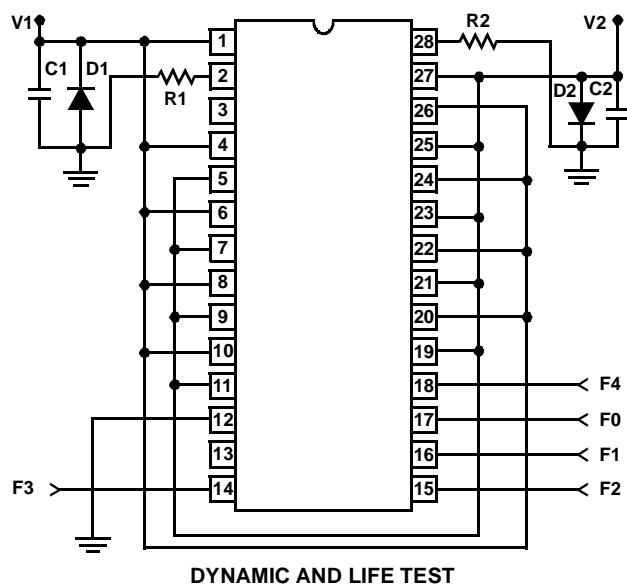 V1
C1 D1
R1
R2
V2
D2 C2
1 28
2 27
3 26
4 25
5 24
6 23
7 22
8 21
9 20
10 19
11 18 F4
12 17 F0
13 16 F1
F3 14 15 F2
DYNAMIC AND LIFE TEST